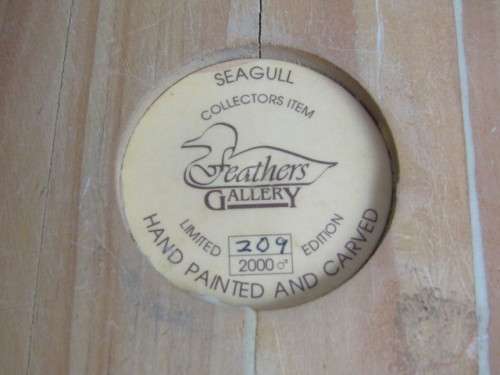 SEAGULL
COLLECTORS ITEM
Feathers
GALLERY
LIMITED 209 EDITION
2000 ♂
HAND PAINTED AND CARVED